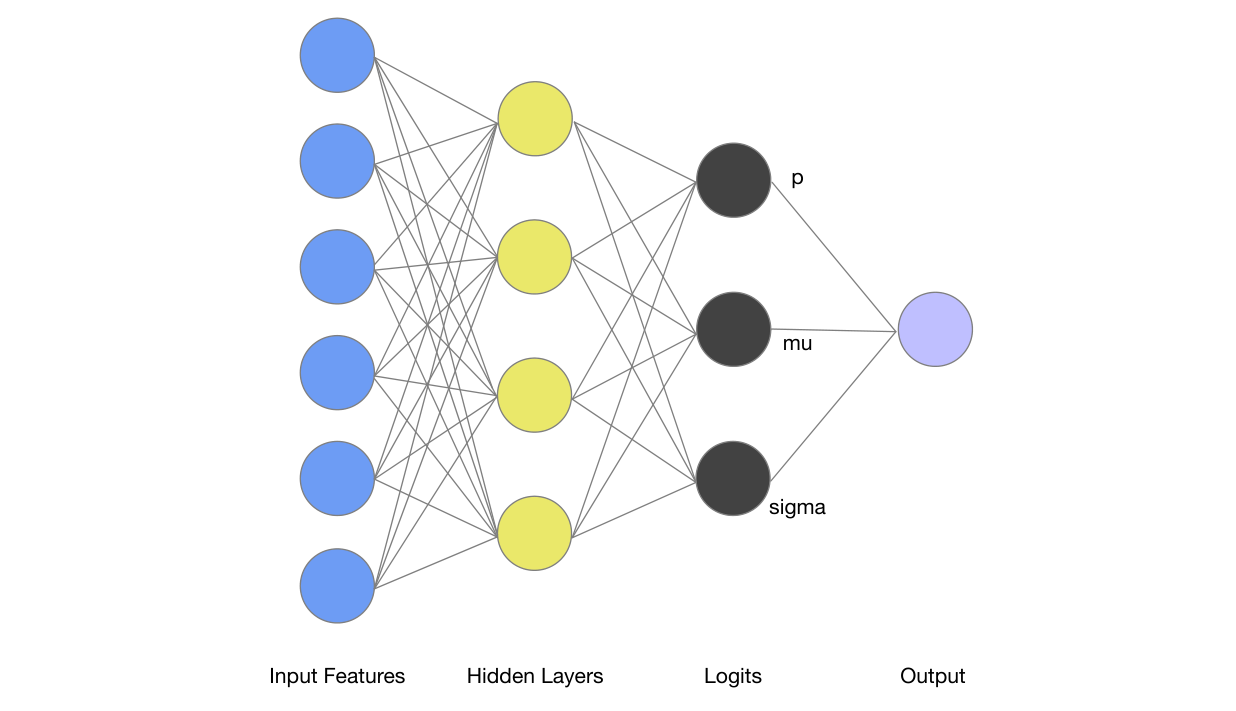 p
mu
sigma
Input Features
Hidden Layers
Logits
Output